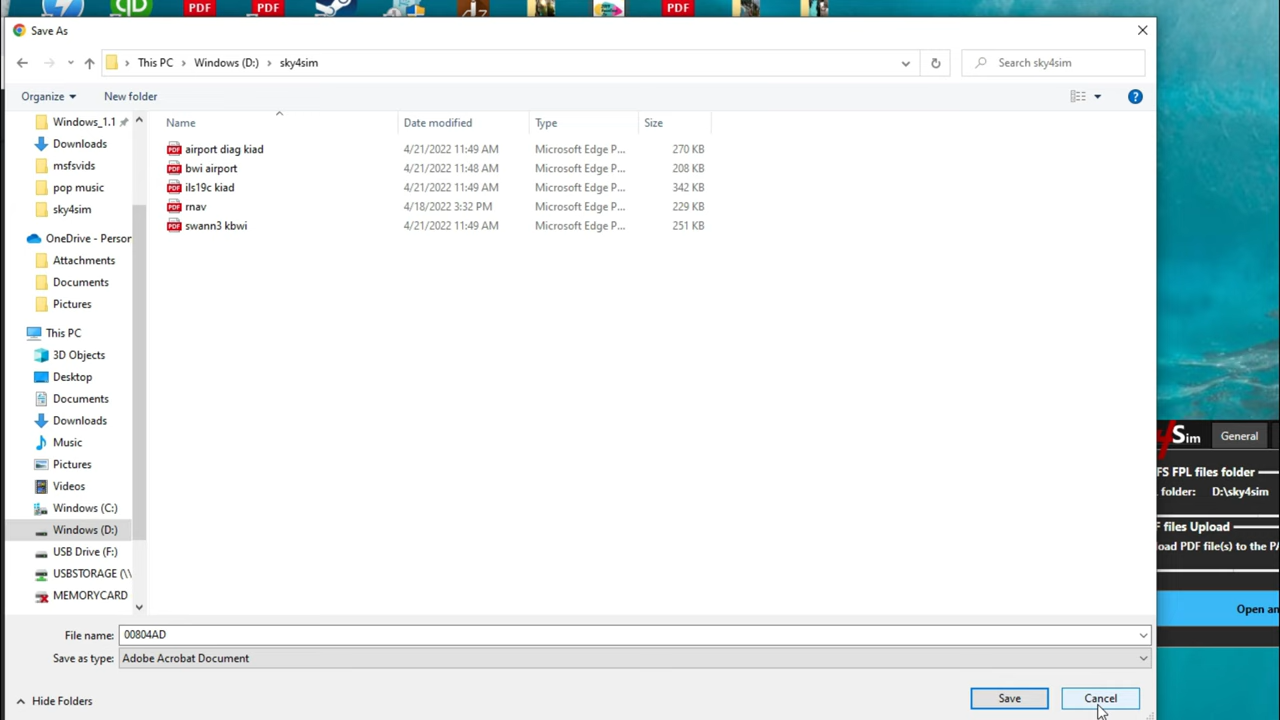 PDF
PDF
PDF
Save As
This PC
Windows (D:)
sky4sim
Search sky4sim
Organize
New folder
?
Name
Date modified
Type
Size
airport diag kiad
4/21/2022 11:49 AM
Microsoft Edge P...
270 KB
bwi airport
4/21/2022 11:48 AM
Microsoft Edge P...
208 KB
ils19c kiad
4/21/2022 11:49 AM
Microsoft Edge P...
342 KB
rnav
4/18/2022 3:32 PM
Microsoft Edge P...
229 KB
swann3 kbwi
4/21/2022 11:49 AM
Microsoft Edge P...
251 KB
Windows_1.1
Downloads
msfsvids
pop music
sky4sim
OneDrive - Person
Attachments
Documents
Pictures
This PC
3D Objects
Desktop
Documents
Downloads
Music
Pictures
Videos
Windows (C:)
Windows (D:)
USB Drive (F:)
USBSTORAGE (\\
MEMORYCARD
File name:
00804AD
Save as type:
Adobe Acrobat Document
Hide Folders
Save
Cancel
Sim
General
FS FPL files folder
folder:
D:\sky4sim
F files Upload
oad PDF file(s) to the PA
Open an